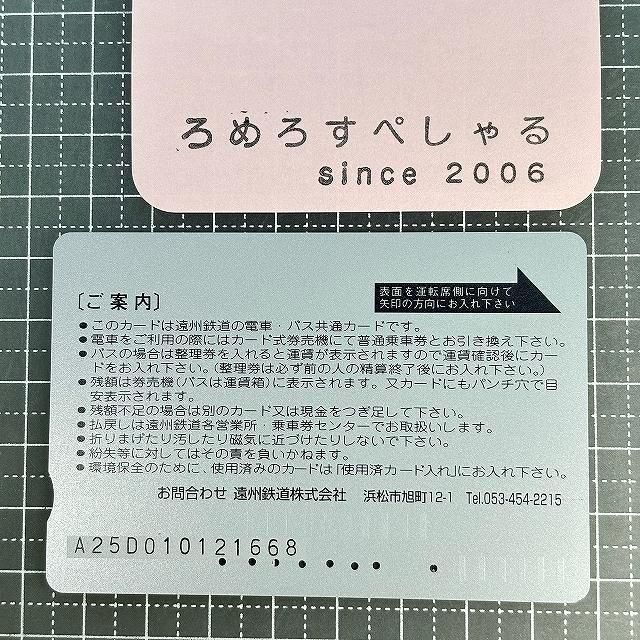 ろめろすぺしゃる
since 2006
表面を運転席側に向けて
矢印の方向にお入れ下さい
〔ご案内〕
●このカードは遠州鉄道の電車・バス共通カードです。
●電車をご利用の際にはカード式券売機にて普通乗車券とお引き換え下さい。
●バスの場合は整理券を入れると運賃が表示されますので運賃確認後にカー
ドをお入れ下さい。(整理券は必ず前の人の精算終了後にお入れ下さい。)
●残額は券売機(バスは運賃箱)に表示されます。又カードにもパンチ穴で目
安表示されます。
●残額不足の場合は別のカード又は現金をつぎ足して下さい。
●払戻しは遠州鉄道各営業所・乗車券センターでお取扱いします。
●折りまげたり汚したり磁気に近づけたりしないで下さい。
●紛失等に対してはその責を負いかねます。
●環境保全のために、使用済みのカードは「使用済カード入れ」にお入れ下さい。
お問合わせ 遠州鉄道株式会社 浜松市旭町12-1 Tel.053-454-2215
A25D010121668